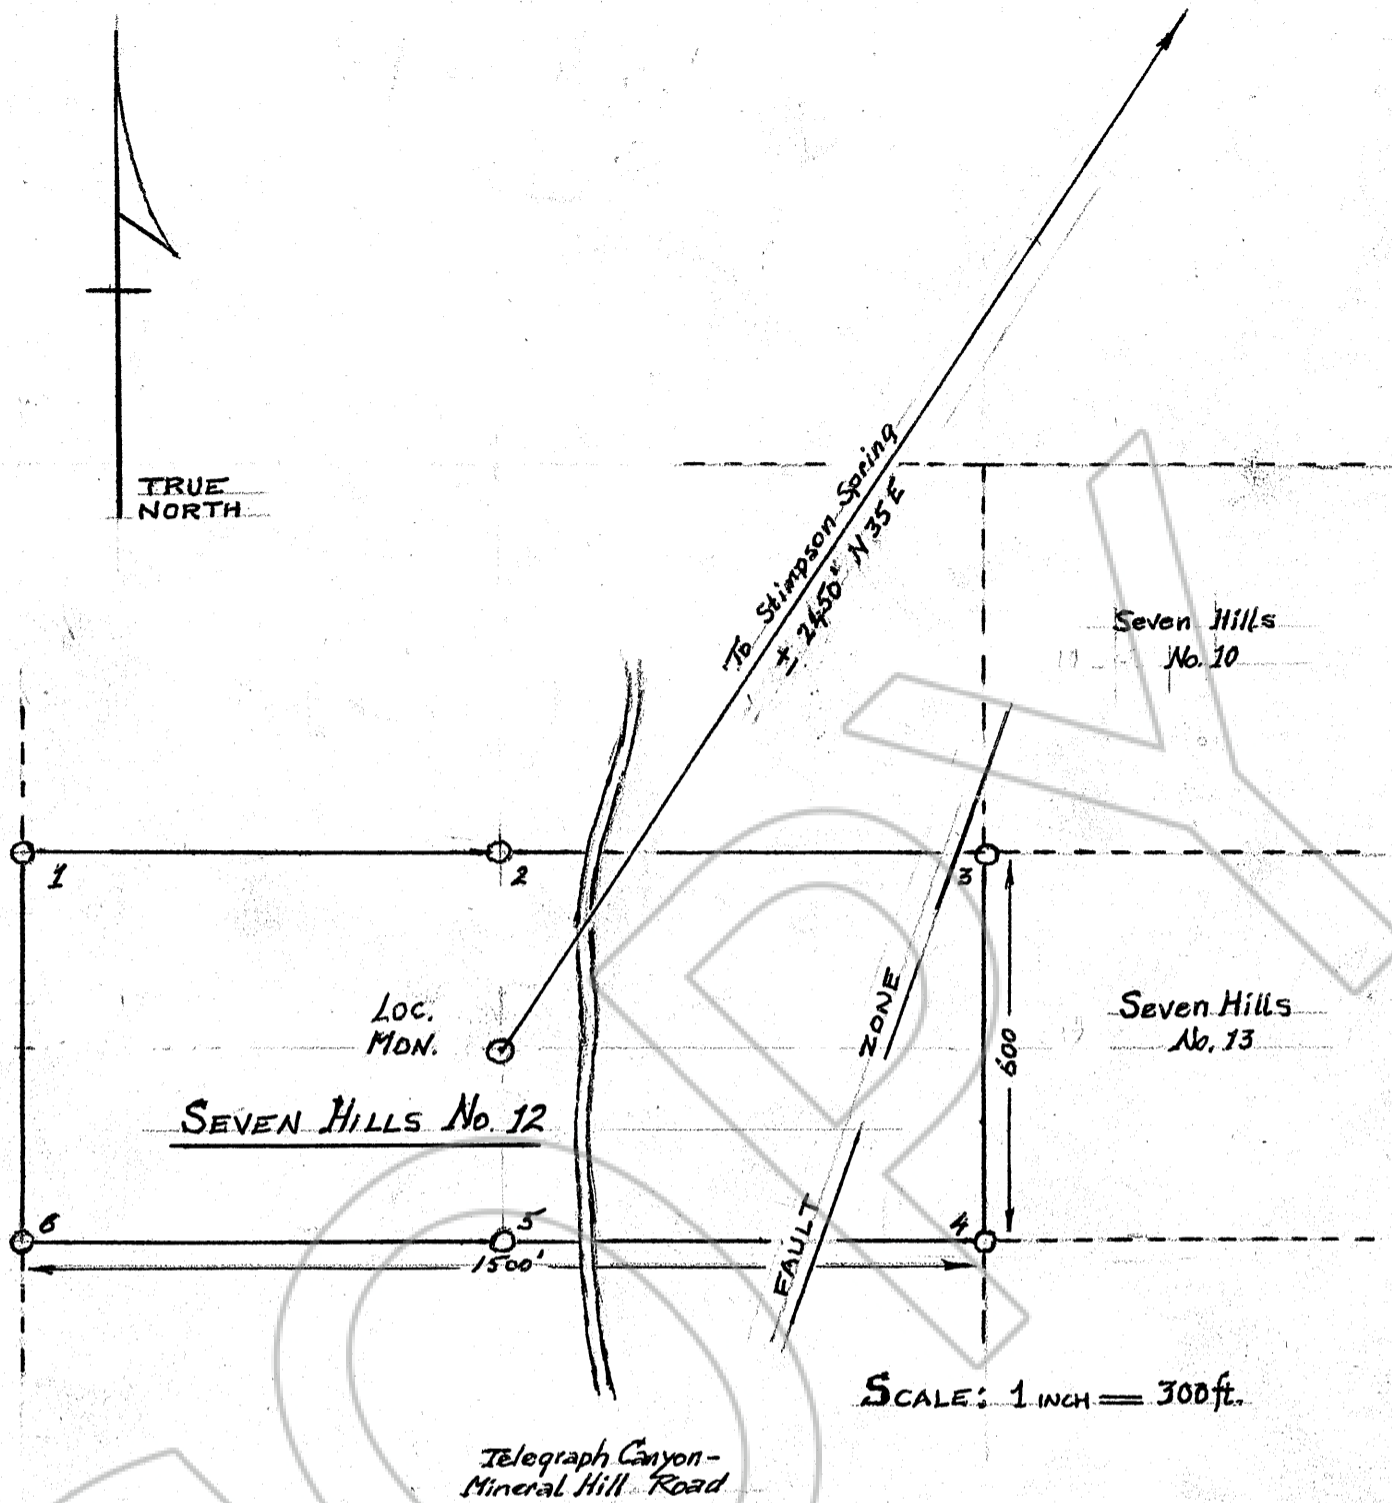 TRUE
NORTH
To Stimpson Spring
± 2450' N 35 E
Seven Hills
No. 10
1
2
3
LOC.
MON.
ZONE
600
Seven Hills
No. 13
SEVEN HILLS No. 12
6
5
4
1500'
FAULT
SCALE: 1 INCH = 300 ft.
Telegraph Canyon-
Mineral Hill Road
COPY